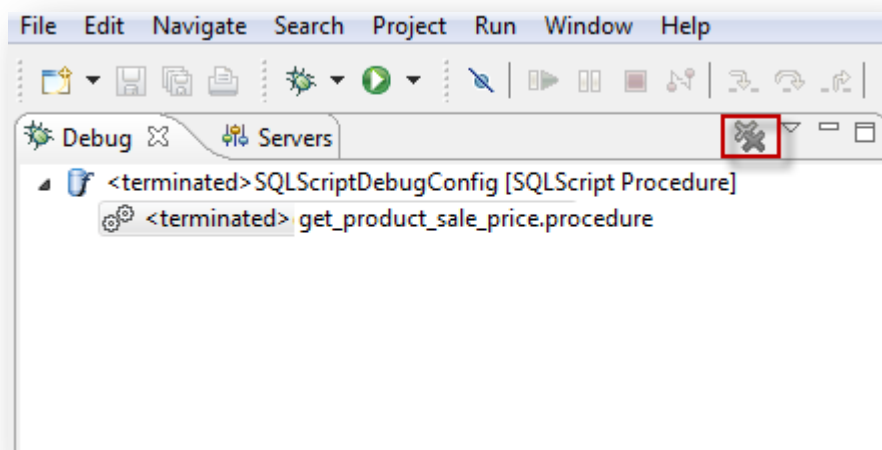 File Edit Navigate Search Project Run Window Help
Debug Servers
<terminated>SQLScriptDebugConfig [SQLScript Procedure]
<terminated> get_product_sale_price.procedure